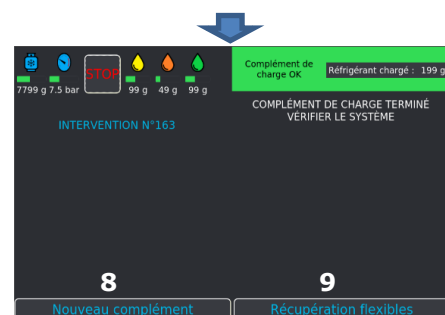 STOP
7799 g 7.5 bar 99 g 49 g 99 g
INTERVENTION N°163
Complément de
charge OK
Réfrigérant chargé : 199 g
COMPLÉMENT DE CHARGE TERMINÉ
VÉRIFIER LE SYSTÈME
8
9
Nouveau complément
Récupération flexibles